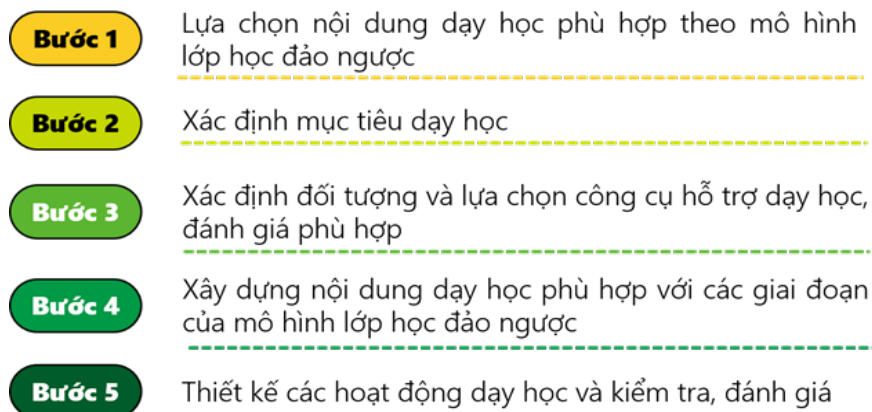 Bước 1
Lựa chọn nội dung dạy học phù hợp theo mô hình
lớp học đảo ngược
Bước 2
Xác định mục tiêu dạy học
Bước 3
Xác định đối tượng và lựa chọn công cụ hỗ trợ dạy học,
đánh giá phù hợp
Bước 4
Xây dựng nội dung dạy học phù hợp với các giai đoạn
của mô hình lớp học đảo ngược
Bước 5
Thiết kế các hoạt động dạy học và kiểm tra, đánh giá